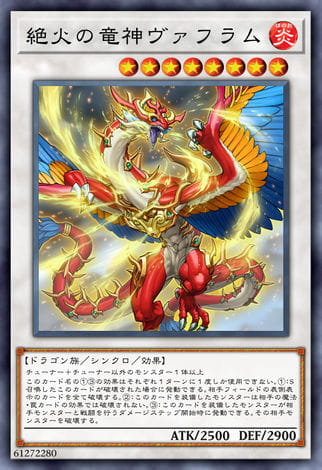 絶火の竜神ヴァフラム
ほのお
炎
【ドラゴン族/シンクロ/効果】
チューナー+チューナー以外のモンスター1体以上
このカード名の①③の効果はそれぞれ1ターンに1度しか使用できない。①:S
召喚したこのカードが破壊された場合に発動できる。相手フィールドの表側表
示のカードを全て破壊する。②:このカードを装備したモンスターは相手の魔法
・罠カードの効果では破壊されない。③:このカードを装備したモンスターが相手
モンスターと戦闘を行うダメージステップ開始時に発動できる。その相手モ
ンスターを破壊する。
ATK/2500 DEF/2900
61272280